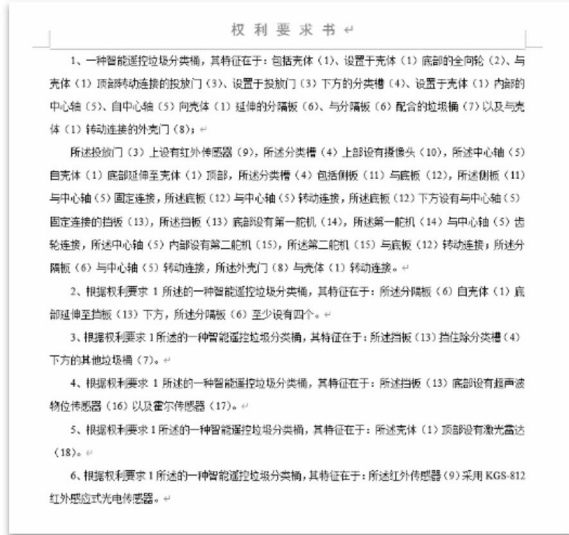 权 利 要 求 书
1、一种智能遥控垃圾分类桶，其特征在于：包括壳体（1）、设置于壳体（1）底部的全向轮（2）、与
壳体（1）顶部转动连接的投放门（3）、设置于投放门（3）下方的分类槽（4）、设置于壳体（1）内部的
中心轴（5）、自中心轴（5）向壳体（1）延伸的分隔板（6）、与分隔板（6）配合的垃圾桶（7）以及与壳
体（1）转动连接的外壳门（8）；
所述投放门（3）上设有红外传感器（9），所述分类槽（4）上部设有摄像头（10），所述中心轴（5）
自壳体（1）底部延伸至壳体（1）顶部，所述分类槽（4）包括侧板（11）与底板（12），所述侧板（11）
与中心轴（5）固定连接，所述底板（12）与中心轴（5）转动连接，所述底板（12）下方设有与中心轴（5）
固定连接的挡板（13），所述挡板（13）底部设有第一舵机（14），所述第一舵机（14）与中心轴（5）齿
轮连接，所述中心轴（5）内部设有第二舵机（15），所述第二舵机（15）与底板（12）转动连接；所述分
隔板（6）与中心轴（5）转动连接，所述外壳门（8）与壳体（1）转动连接。
2、根据权利要求 1 所述的一种智能遥控垃圾分类桶，其特征在于：所述分隔板（6）自壳体（1）底
部延伸至挡板（13）下方，所述分隔板（6）至少设有四个。
3、根据权利要求 1 所述的一种智能遥控垃圾分类桶，其特征在于：所述挡板（13）挡住除分类槽（4）
下方的其他垃圾桶（7）。
4、根据权利要求 1 所述的一种智能遥控垃圾分类桶，其特征在于：所述挡板（13）底部设有超声波
物位传感器（16）以及霍尔传感器（17）。
5、根据权利要求 1 所述的一种智能遥控垃圾分类桶，其特征在于：所述壳体（1）顶部设有激光雷达
（18）。
6、根据权利要求 1 所述的一种智能遥控垃圾分类桶，其特征在于：所述红外传感器（9）采用 KGS-812
红外感应式光电传感器。